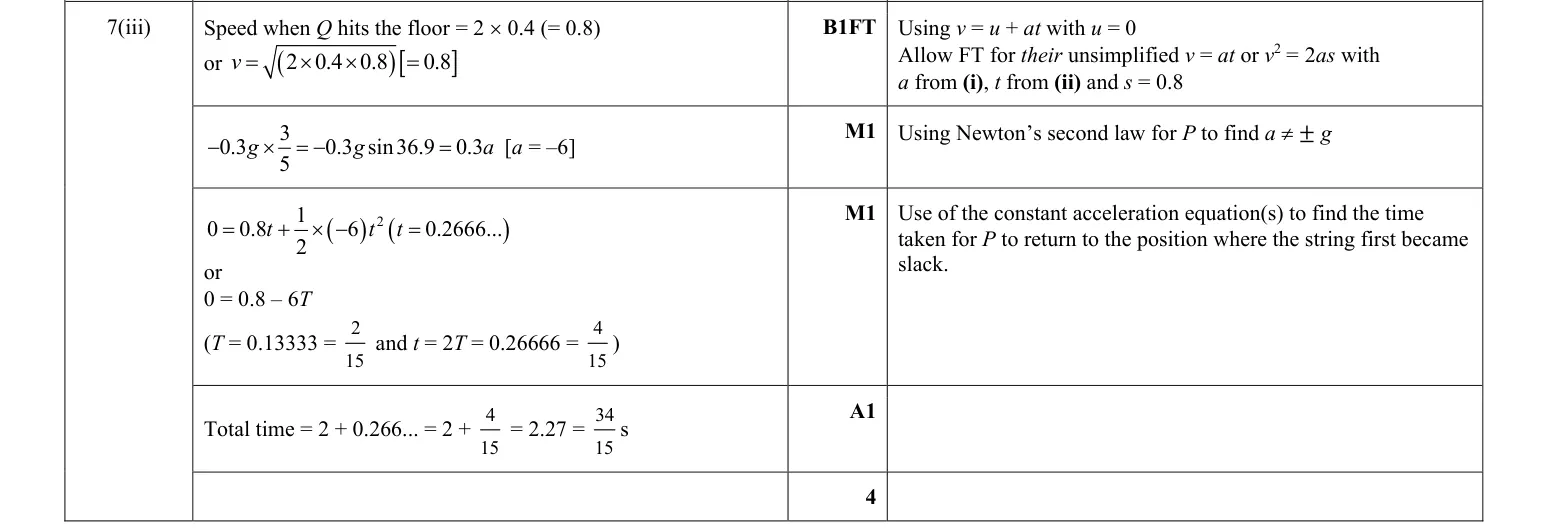 7(iii)
Speed when Q hits the floor = 2 × 0.4 (= 0.8)
or v = √(2×0.4×0.8) [= 0.8]
B1FT
Using v = u + at with u = 0
Allow FT for their unsimplified v = at or v² = 2as with
a from (i), t from (ii) and s = 0.8
−0.3g × 3/5 = −0.3g sin 36.9 = 0.3a [a = –6]
M1
Using Newton’s second law for P to find a ≠ ± g
0 = 0.8t + 1/2 × (−6)t² (t = 0.2666...)
or
0 = 0.8 – 6T
(T = 0.13333 = 2/15 and t = 2T = 0.26666 = 4/15)
M1
Use of the constant acceleration equation(s) to find the time
taken for P to return to the position where the string first became
slack.
Total time = 2 + 0.266... = 2 + 4/15 = 2.27 = 34/15 s
A1
4